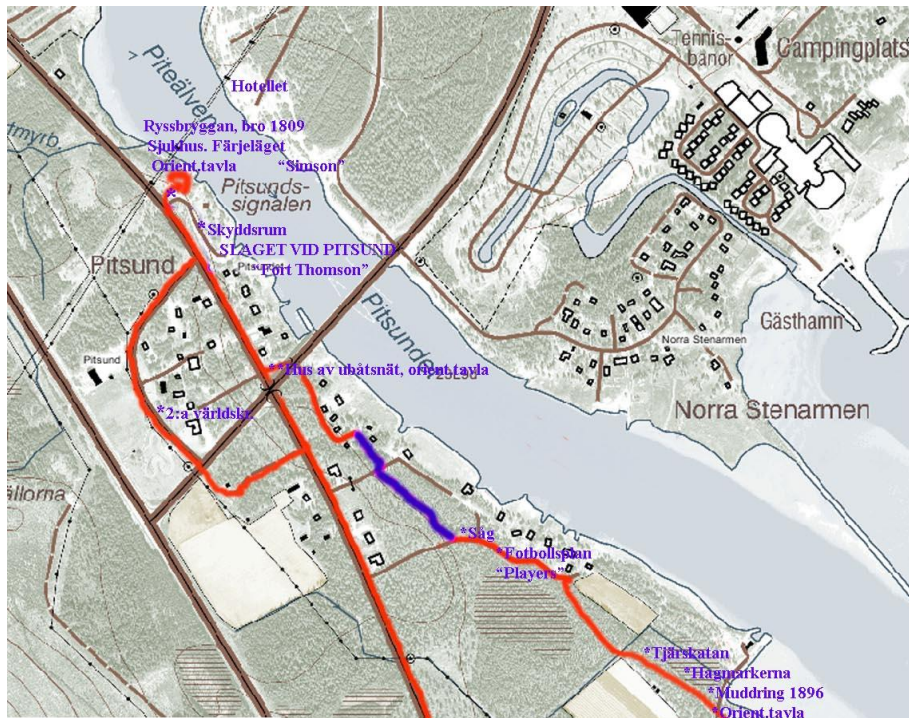 Tennis-
banor
Campingplats
Piteälven
Hotellet
Ryssbryggan, bro 1809
Sjukhus. Färjeläget
Orient.tavla
"Simson"
Pitsunds-
signalen
*
*Skyddsrum
SLAGET VID PITSUND
Fort Thomson"
Pitsund
Pitsundet
Gästhamn
Norra Stenarmen
Pitsund
**Hus av ubåtsnät, orient.tavla
Norra Stenarmen
*2:a världskr.
*Såg
*Fotbollsplan
"Players"
*Tjärskatan
*Hagmarkerna
*Muddring 1896
*Orient.tavla